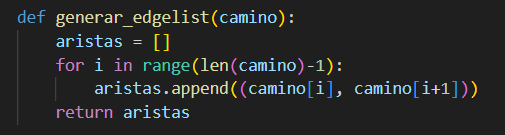 def generar_edgelist(camino):
    aristas = []
    for i in range(len(camino)-1):
        aristas.append((camino[i], camino[i+1]))
    return aristas